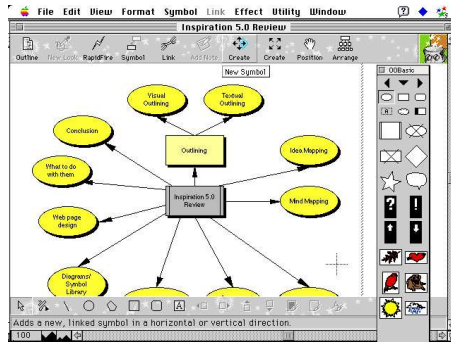 File Edit View Format Symbol Link Effect Utility Window
Inspiration 5.0 Review
Outline New Look RapidFire Symbol Link Add Note Create Create Position Arrange
New Symbol
00Basic
Visual
Outlining
Textual
Outlining
Conclusion
Outlining
Idea Mapping
What to do
with them
Inspiration 5.0
Review
Mind Mapping
Web page
design
Diagrams/
Symbol
Library
A
Adds a new, linked symbol in a horizontal or vertical direction.
100